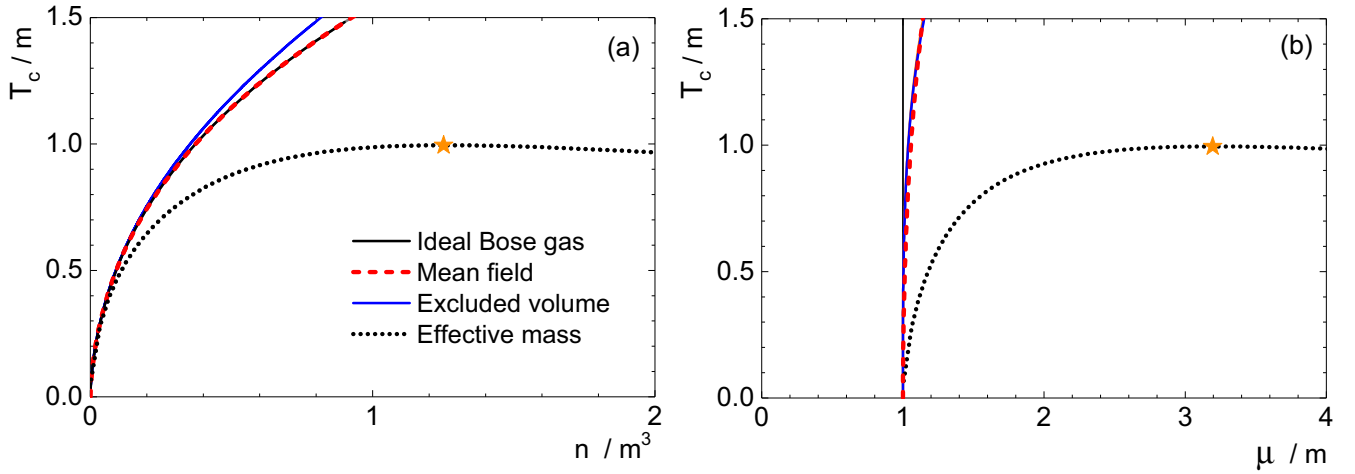 T_c / m
1.5
1.0
0.5
0.0
(a)
Ideal Bose gas
Mean field
Excluded volume
Effective mass
0
1
2
n / m³
T_c / m
1.5
1.0
0.5
0.0
(b)
0
1
2
3
4
μ / m